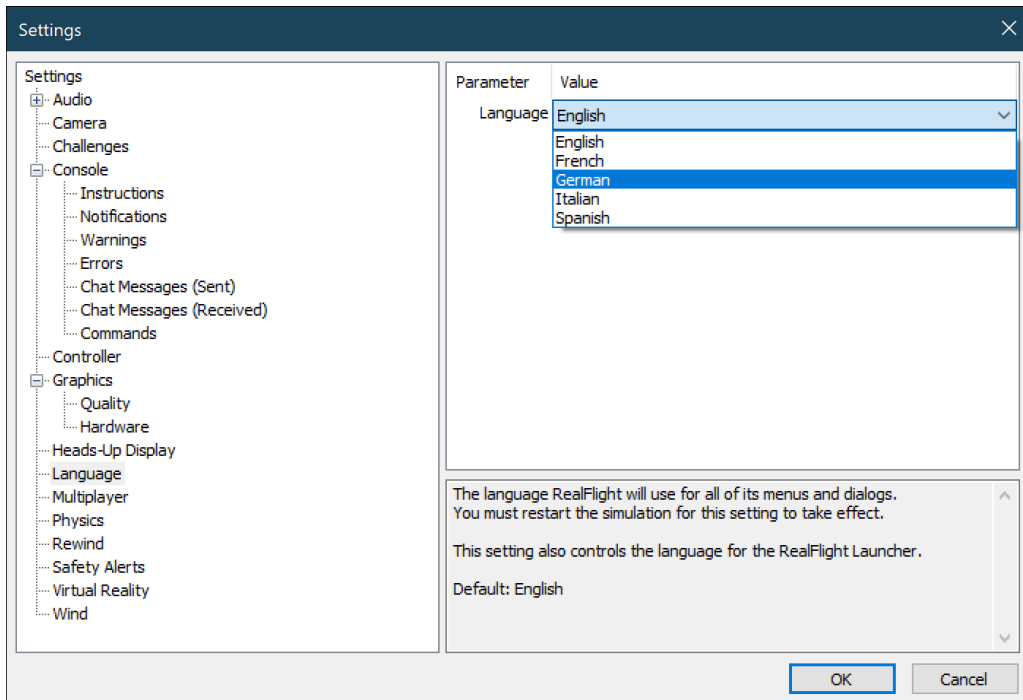 Settings
Settings
Audio
Camera
Challenges
Console
Instructions
Notifications
Warnings
Errors
Chat Messages (Sent)
Chat Messages (Received)
Commands
Controller
Graphics
Quality
Hardware
Heads-Up Display
Language
Multiplayer
Physics
Rewind
Safety Alerts
Virtual Reality
Wind
Parameter Value
Language English
English
French
German
Italian
Spanish
The language RealFlight will use for all of its menus and dialogs.
You must restart the simulation for this setting to take effect.
This setting also controls the language for the RealFlight Launcher.
Default: English
OK Cancel